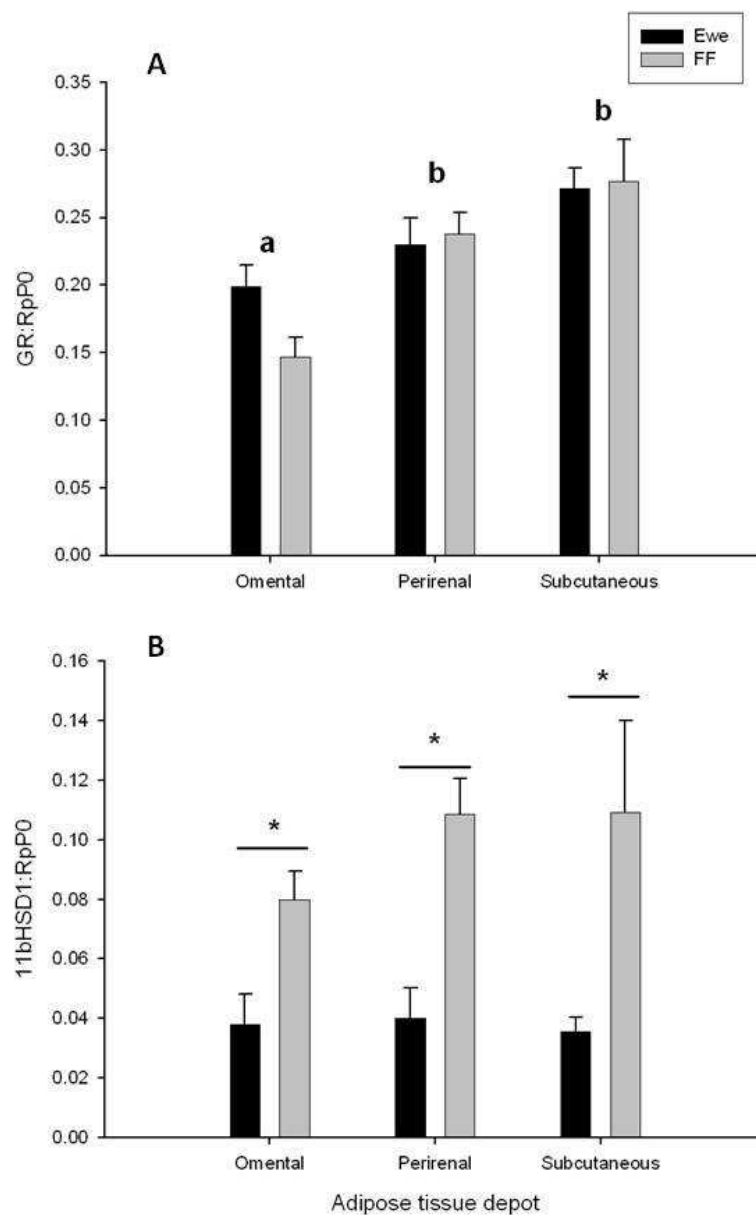 Ewe
FF
A
0.35
0.30
0.25
0.20
0.15
0.10
0.05
0.00
GR:RpP0
a
b
b
Omental Perirenal Subcutaneous
B
0.16
0.14
0.12
0.10
0.08
0.06
0.04
0.02
0.00
11bHSD1:RpP0
*
*
*
Omental Perirenal Subcutaneous
Adipose tissue depot